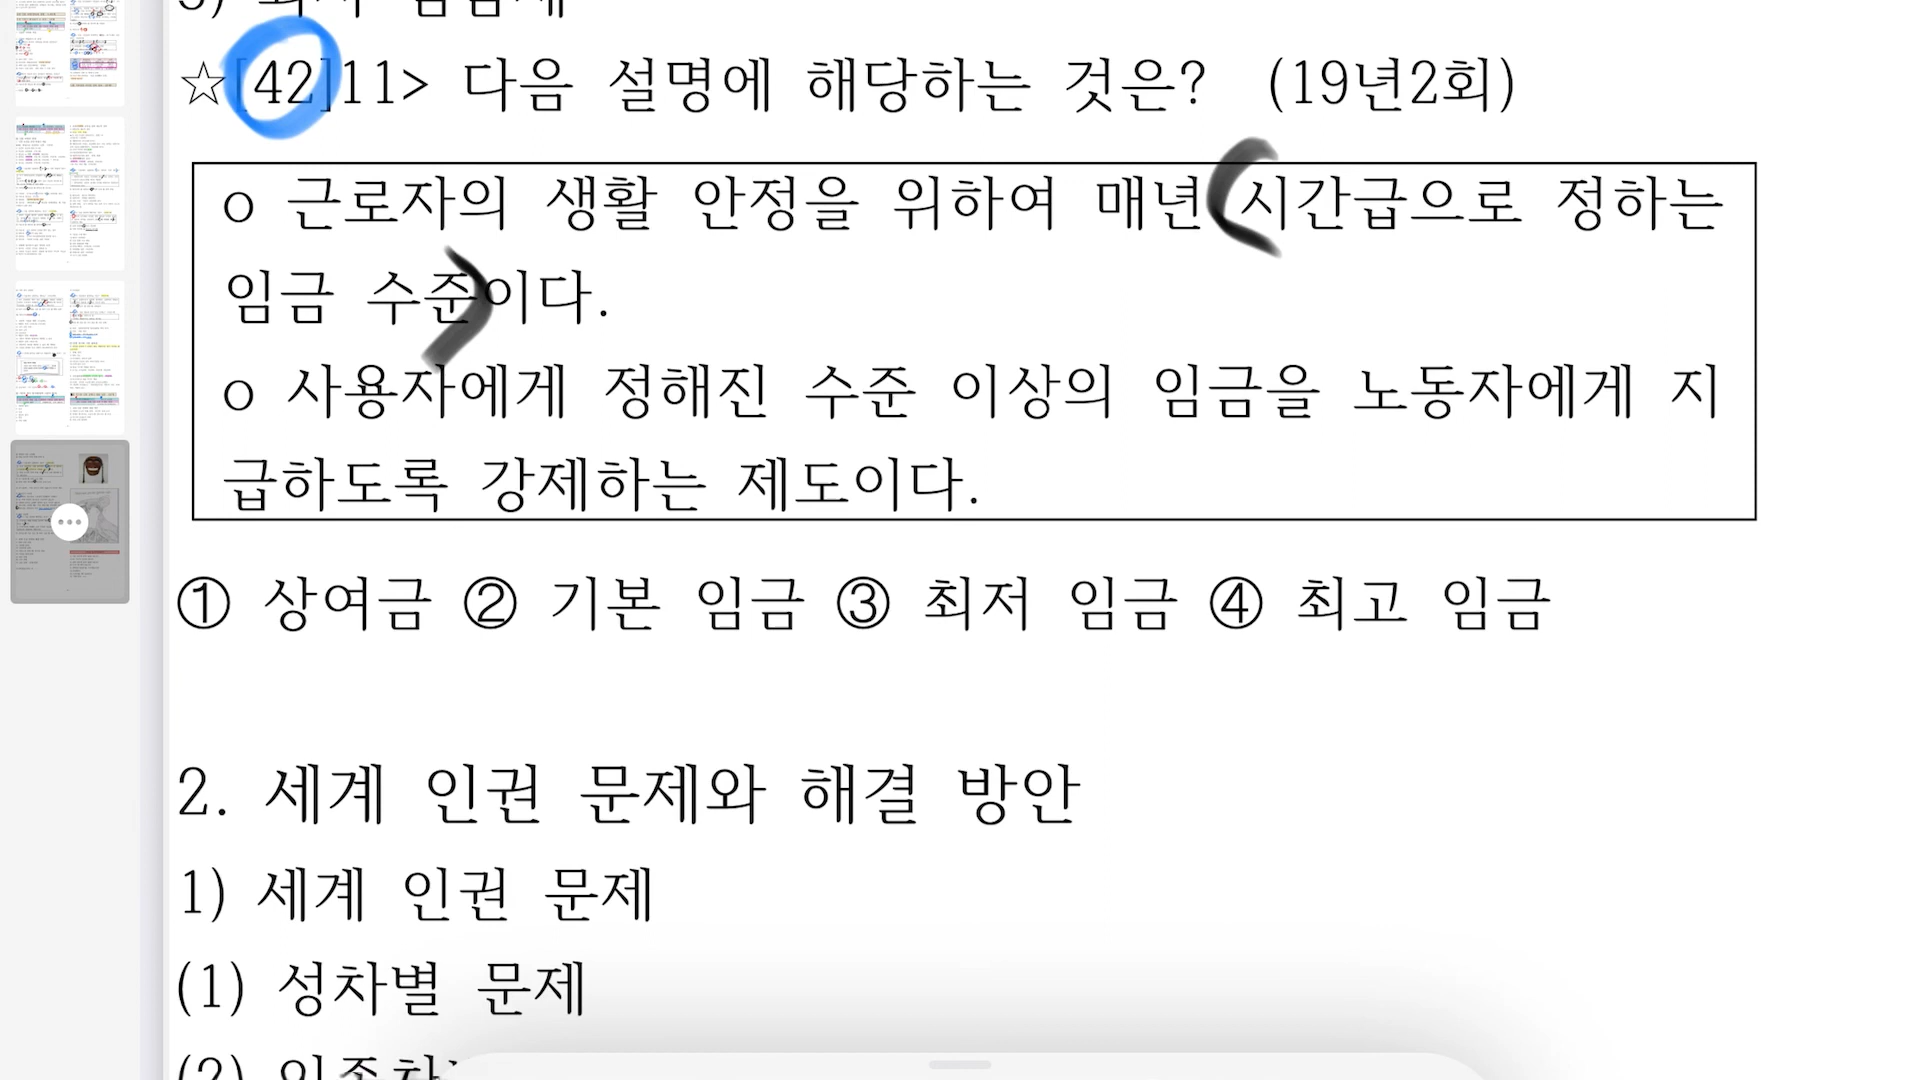 ☆[42]11> 다음 설명에 해당하는 것은? (19년2회)
o 근로자의 생활 안정을 위하여 매년 시간급으로 정하는
임금 수준이다.
o 사용자에게 정해진 수준 이상의 임금을 노동자에게 지
급하도록 강제하는 제도이다.
① 상여금 ② 기본 임금 ③ 최저 임금 ④ 최고 임금
2. 세계 인권 문제와 해결 방안
1) 세계 인권 문제
(1) 성차별 문제